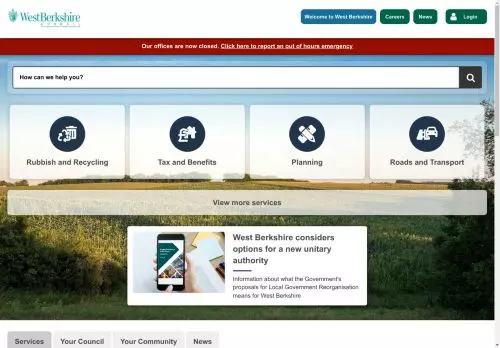 WestBerkshire
COUNCIL
Welcome to West Berkshire
Careers
News
Login
Our offices are now closed. Click here to report an out of hours emergency
How can we help you?
Rubbish and Recycling
Tax and Benefits
Planning
Roads and Transport
View more services
West Berkshire considers
options for a new unitary
authority
Information about what the Government's
proposals for Local Government Reorganisation
means for West Berkshire
Services
Your Council
Your Community
News